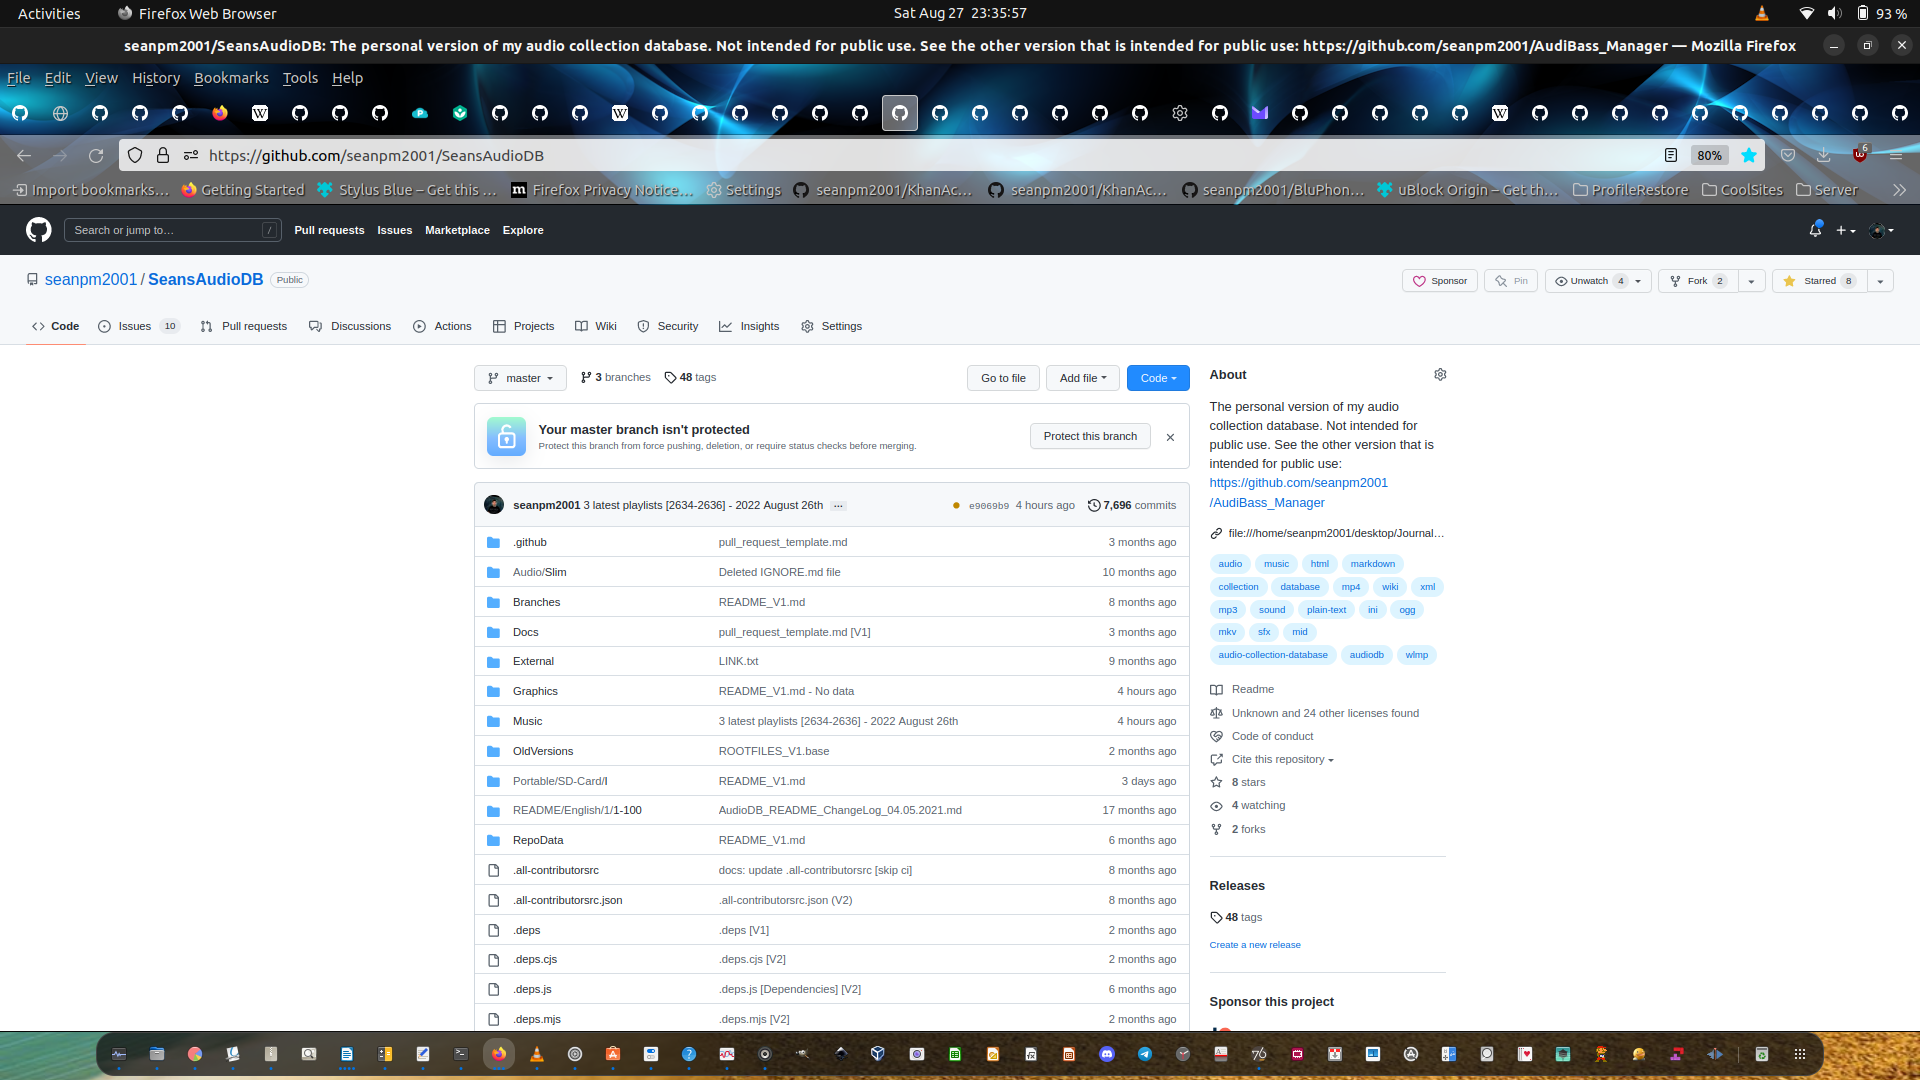 Activities Firefox Web Browser Sat Aug 27 23:35:57 93 %
seanpm2001/SeansAudioDB: The personal version of my audio collection database. Not intended for public use. See the other version that is intended for public use: https://github.com/seanpm2001/AudiBass_Manager — Mozilla Firefox
File Edit View History Bookmarks Tools Help
https://github.com/seanpm2001/SeansAudioDB 80% 6
Import bookmarks… Getting Started Stylus Blue – Get this … Firefox Privacy Notice… Settings seanpm2001/KhanAc… seanpm2001/KhanAc… seanpm2001/BluPhon… uBlock Origin – Get th… ProfileRestore CoolSites Server
Search or jump to… / Pull requests Issues Marketplace Explore
seanpm2001 / SeansAudioDB Public Sponsor Pin Unwatch 4 Fork 2 Starred 8
Code Issues 10 Pull requests Discussions Actions Projects Wiki Security Insights Settings
master 3 branches 48 tags Go to file Add file Code
Your master branch isn't protected
Protect this branch from force pushing, deletion, or require status checks before merging.
Protect this branch
seanpm2001 3 latest playlists [2634-2636] - 2022 August 26th … e9069b9 4 hours ago 7,696 commits
.github pull_request_template.md 3 months ago
Audio/Slim Deleted IGNORE.md file 10 months ago
Branches README_V1.md 8 months ago
Docs pull_request_template.md [V1] 3 months ago
External LINK.txt 9 months ago
Graphics README_V1.md - No data 4 hours ago
Music 3 latest playlists [2634-2636] - 2022 August 26th 4 hours ago
OldVersions ROOTFILES_V1.base 2 months ago
Portable/SD-Card/I README_V1.md 3 days ago
README/English/1/1-100 AudioDB_README_ChangeLog_04.05.2021.md 17 months ago
RepoData README_V1.md 6 months ago
.all-contributorsrc docs: update .all-contributorsrc [skip ci] 8 months ago
.all-contributorsrc.json .all-contributorsrc.json (V2) 8 months ago
.deps .deps [V1] 2 months ago
.deps.cjs .deps.cjs [V2] 2 months ago
.deps.js .deps.js [Dependencies] [V2] 6 months ago
.deps.mjs .deps.mjs [V2] 2 months ago
About
The personal version of my audio
collection database. Not intended for
public use. See the other version that is
intended for public use:
https://github.com/seanpm2001
/AudiBass_Manager
file:///home/seanpm2001/desktop/Journal…
audio music html markdown
collection database mp4 wiki xml
mp3 sound plain-text ini ogg
mkv sfx mid
audio-collection-database audiodb wlmp
Readme
Unknown and 24 other licenses found
Code of conduct
Cite this repository
8 stars
4 watching
2 forks
Releases
48 tags
Create a new release
Sponsor this project